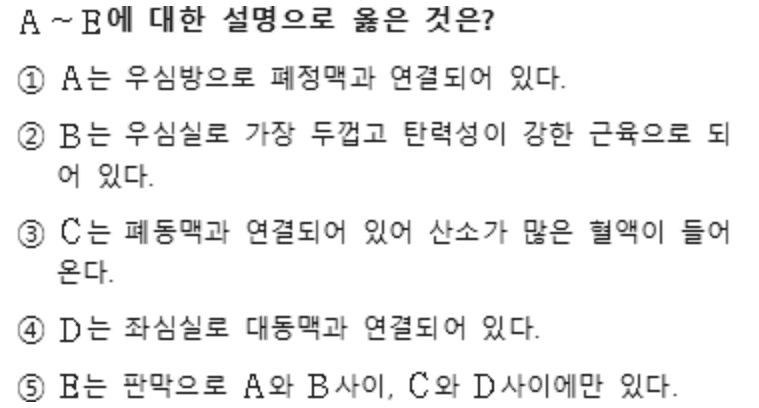 A ~ E에 대한 설명으로 옳은 것은?
① A는 우심방으로 폐정맥과 연결되어 있다.
② B는 우심실로 가장 두껍고 탄력성이 강한 근육으로 되
어 있다.
③ C는 폐동맥과 연결되어 있어 산소가 많은 혈액이 들어
온다.
④ D는 좌심실로 대동맥과 연결되어 있다.
⑤ E는 판막으로 A와 B사이, C와 D사이에만 있다.